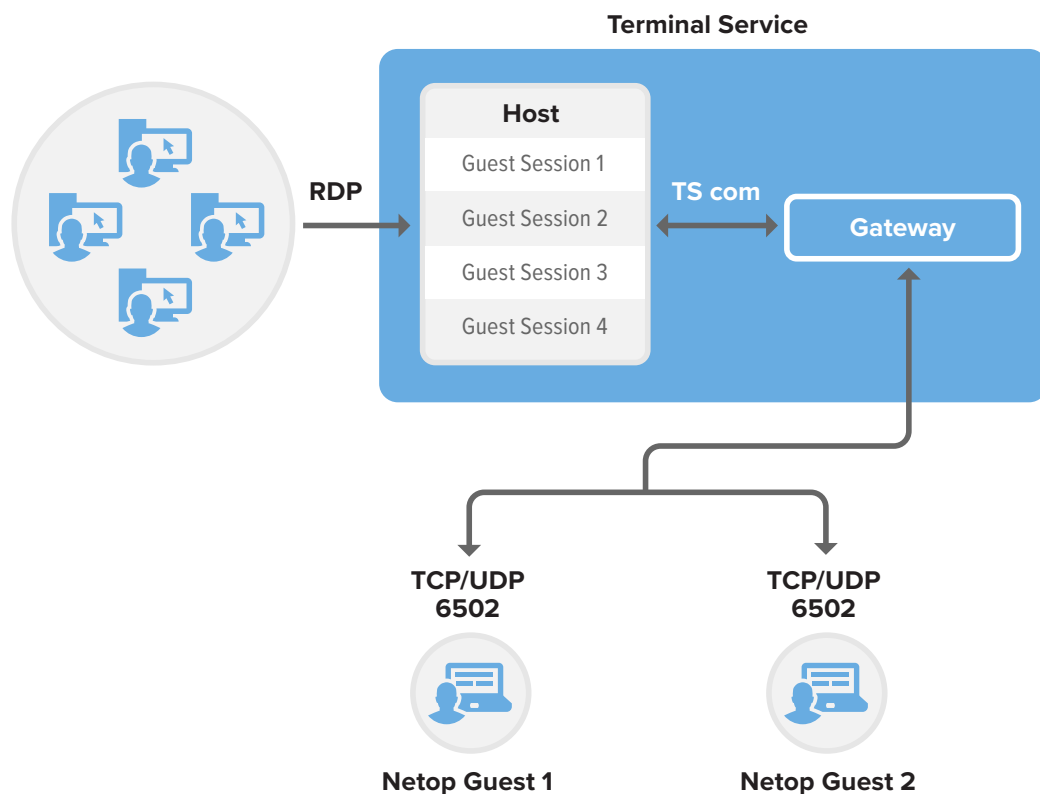 Terminal Service
Host
Guest Session 1
RDP
TS com
Guest Session 2
Gateway
Guest Session 3
Guest Session 4
TCP/UDP
6502
TCP/UDP
6502
Netop Guest 1
Netop Guest 2